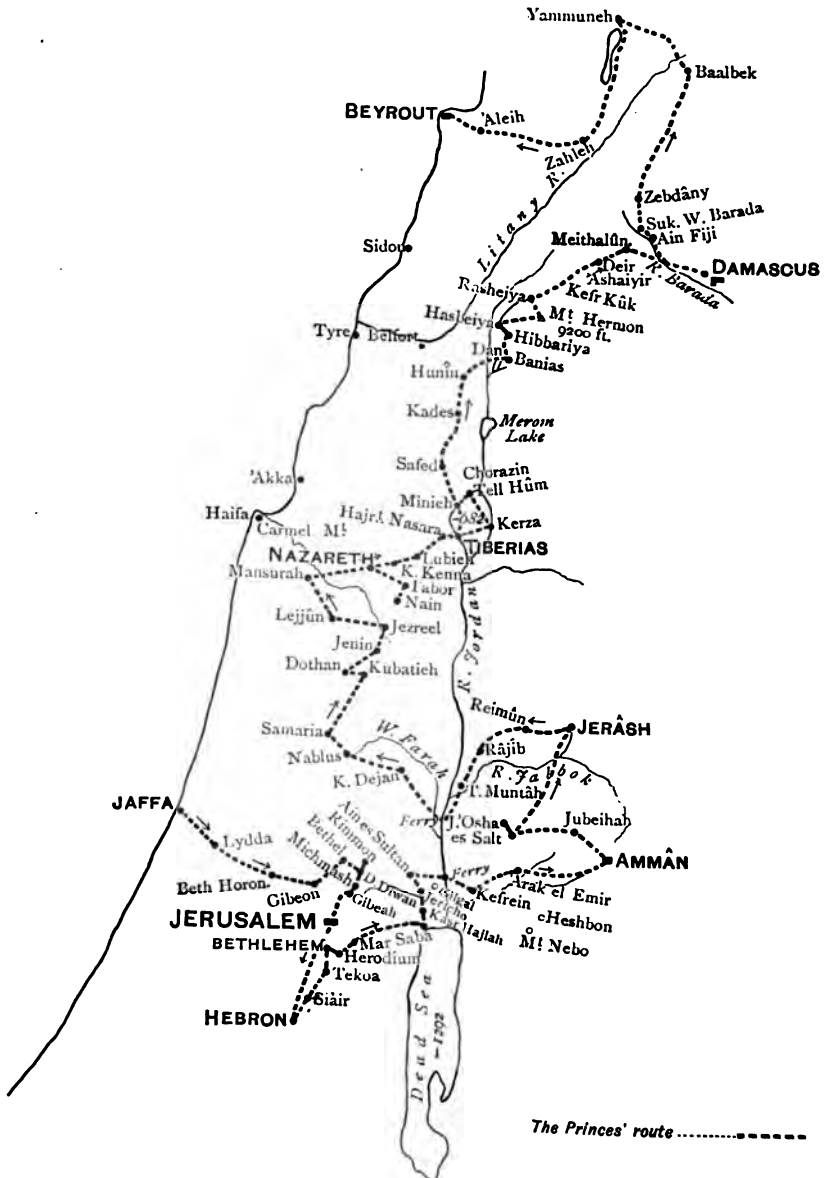 Yammuneh
Baalbek
BEYROUT
'Aleih
Zahleh
Litany R.
Zebdâny
Suk. W. Barada
Ain Fiji
Meithalûn
DAMASCUS
R. Barada
Sidou
Deir
'Ashaiyir
Rasheiya
Kefr Kûk
Hasbeiya
Mt Hermon
9200 ft.
Tyre
Belfort
Hibbariya
Dan
Banias
Hunîn
Kades
Merom
Lake
Safed
'Akka
Chorazin
Tell Hûm
Minieh
Haifa
Carmel Mt.
Hajr.
Nasara
Kerza
TIBERIAS
NAZARETH
Lubieh
K. Kenna
Tabor
Mansurah
Nain
Lejjûn
Jezreel
R. Jordan
Jenin
Dothan
Kubatieh
Reimûn
JERÂSH
Samaria
W. Farah
Râjib
Nablus
R. Jabbok
K. Dejan
T. Muntâh
JAFFA
Ferry
J. Osha
es Salt
Jubeihah
Lydda
Ain es Sultan
Rimmon
Bethel
Michmash
AMMÂN
Ferry
Beth Horon
Gibeon
D. Diwan
Gilgal
Jericho
Kefrein
Arak el Emir
Gibeah
Kasr Hajlah
Heshbon
JERUSALEM
Mt. Nebo
BETHLEHEM
Mar Saba
Herodium
Tekoa
Siâir
HEBRON
Dead Sea
–1292
The Princes' route